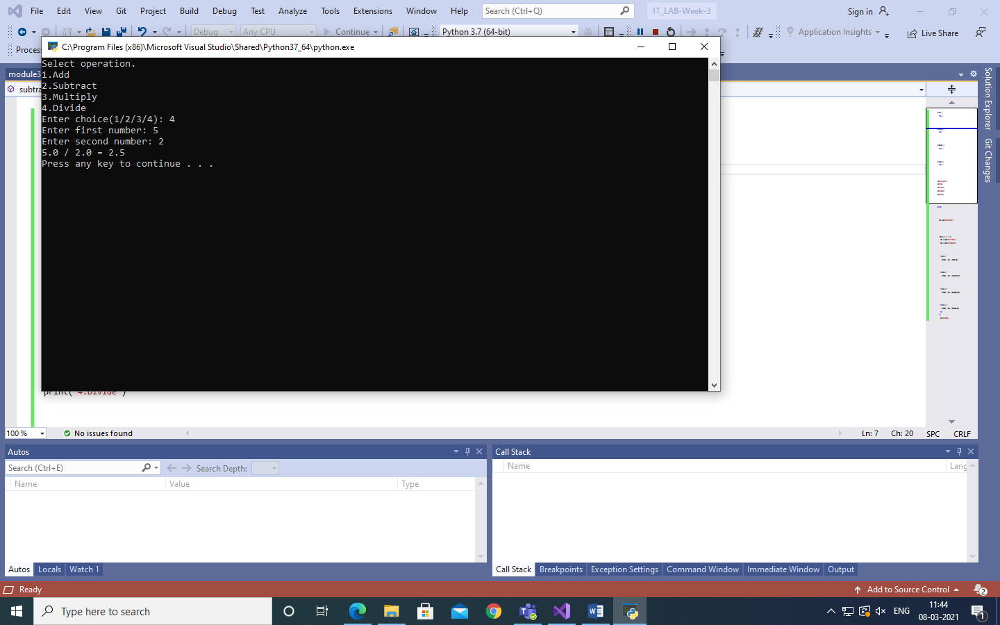 File Edit View Git Project Build Debug Test Analyze Tools Extensions Window Help Search (Ctrl+Q) IT_LAB-Week-3 Sign in
Debug Any CPU Continue Python 3.7 (64-bit) Application Insights Live Share
Process
C:\Program Files (x86)\Microsoft Visual Studio\Shared\Python37_64\python.exe
Select operation.
1.Add
2.Subtract
3.Multiply
4.Divide
Enter choice(1/2/3/4): 4
Enter first number: 5
Enter second number: 2
5.0 / 2.0 = 2.5
Press any key to continue . . .
module3
subtra
Solution Explorer
Git Changes
print("4.Divide")
100 % No issues found Ln: 7 Ch: 20 SPC CRLF
Autos
Search (Ctrl+E) Search Depth:
Name Value Type
Autos Locals Watch 1
Call Stack
Name Lang
Call Stack Breakpoints Exception Settings Command Window Immediate Window Output
Ready Add to Source Control 2
Type here to search ENG 11:44
08-03-2021 1